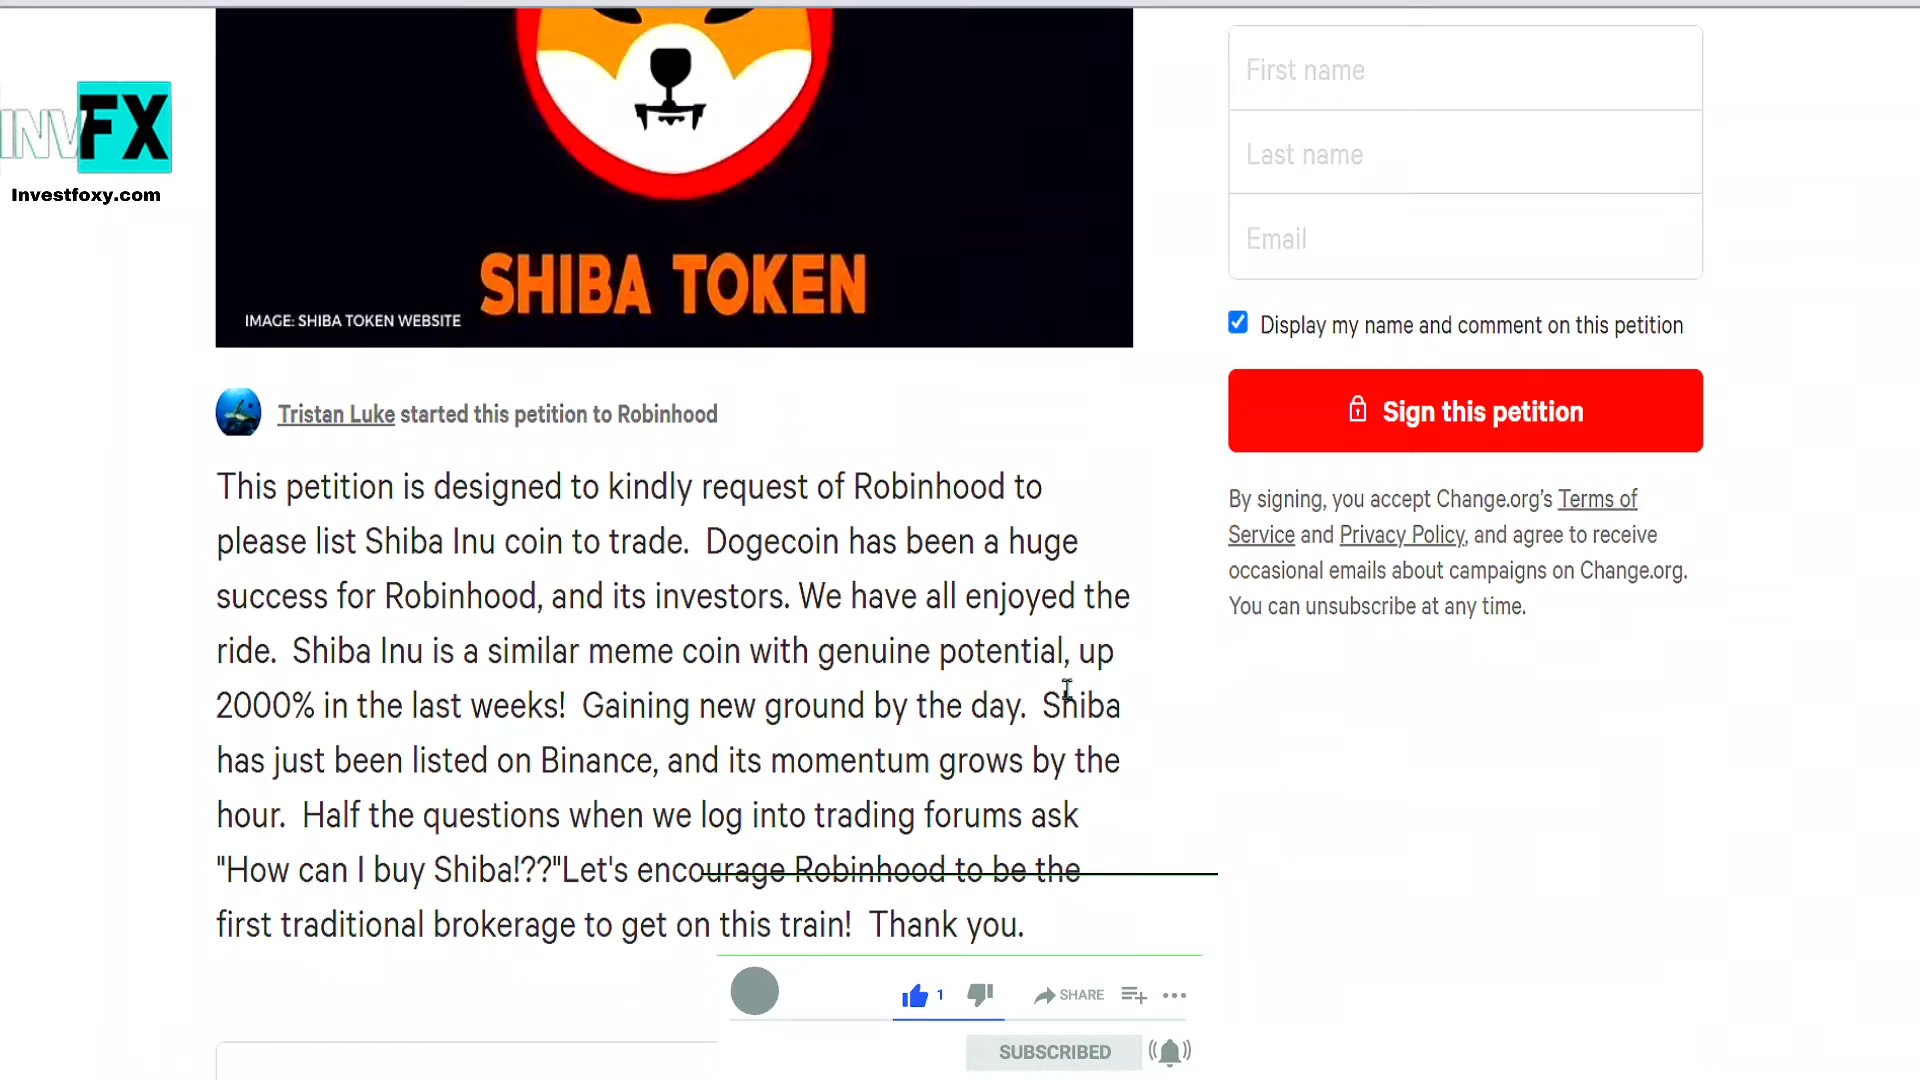 INVFX
Investfoxy.com
SHIBA TOKEN
IMAGE: SHIBA TOKEN WEBSITE
Tristan Luke started this petition to Robinhood
This petition is designed to kindly request of Robinhood to
please list Shiba Inu coin to trade.  Dogecoin has been a huge
success for Robinhood, and its investors. We have all enjoyed the
ride.  Shiba Inu is a similar meme coin with genuine potential, up
2000% in the last weeks!  Gaining new ground by the day.  Shiba
has just been listed on Binance, and its momentum grows by the
hour.  Half the questions when we log into trading forums ask
"How can I buy Shiba!??"Let's encourage Robinhood to be the
first traditional brokerage to get on this train!  Thank you.
First name
Last name
Email
Display my name and comment on this petition
Sign this petition
By signing, you accept Change.org’s Terms of
Service and Privacy Policy, and agree to receive
occasional emails about campaigns on Change.org.
You can unsubscribe at any time.
1
SHARE
SUBSCRIBED